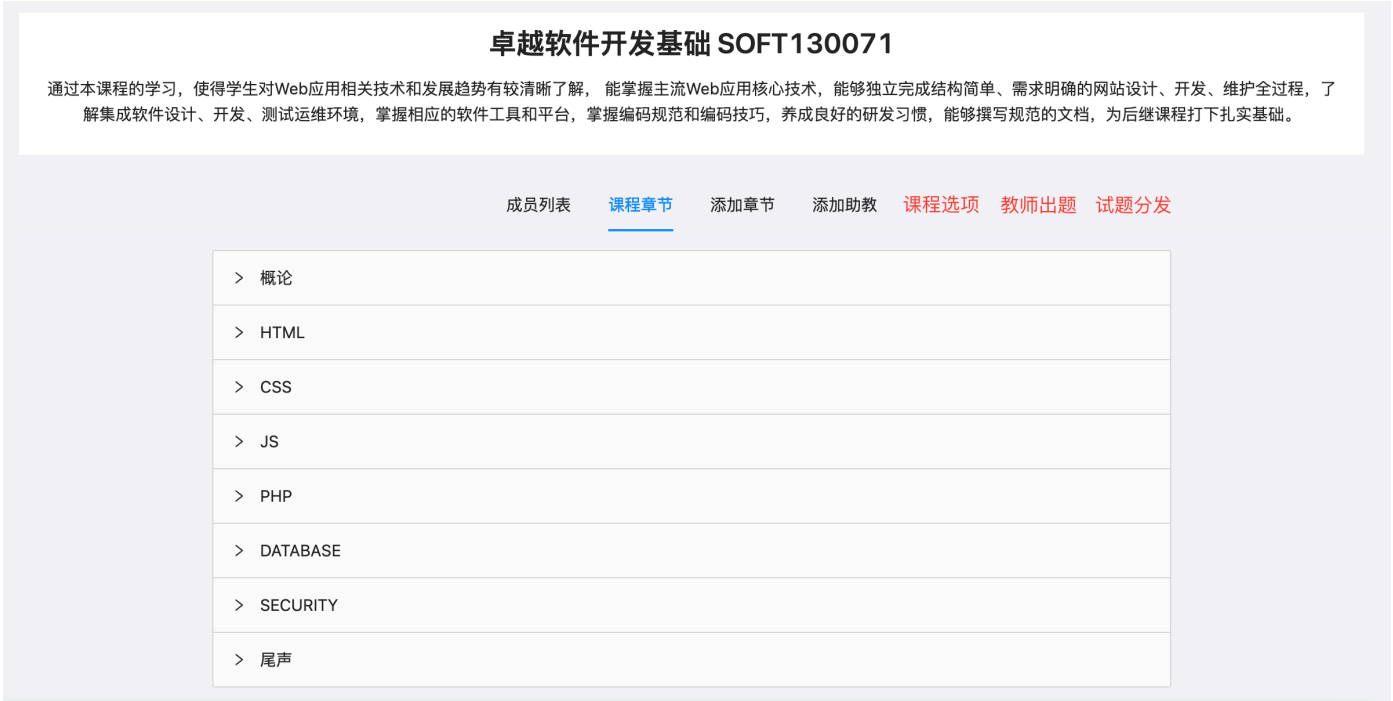 卓越软件开发基础 SOFT130071
通过本课程的学习，使得学生对Web应用相关技术和发展趋势有较清晰了解， 能掌握主流Web应用核心技术，能够独立完成结构简单、需求明确的网站设计、开发、维护全过程，了
解集成软件设计、开发、测试运维环境，掌握相应的软件工具和平台，掌握编码规范和编码技巧，养成良好的研发习惯，能够撰写规范的文档，为后继课程打下扎实基础。
成员列表 课程章节 添加章节 添加助教 课程选项 教师出题 试题分发
概论
HTML
CSS
JS
PHP
DATABASE
SECURITY
尾声